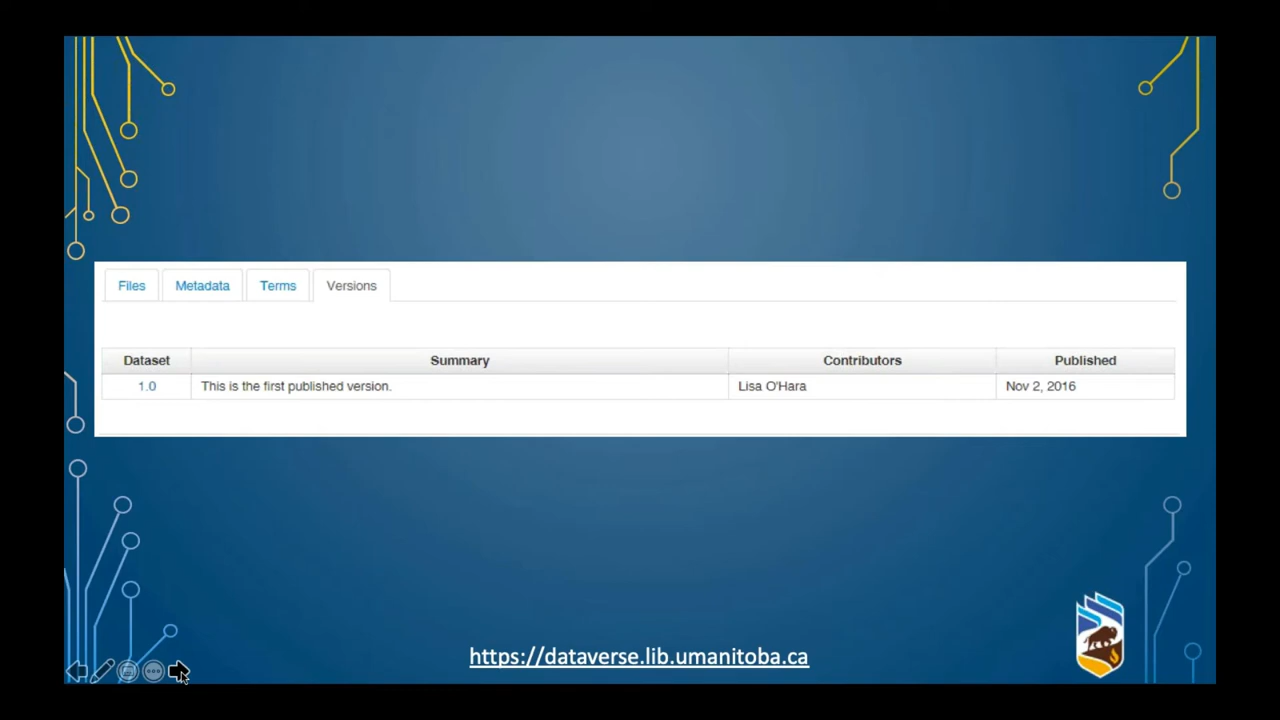 Files Metadata Terms Versions
Dataset Summary Contributors Published
1.0 This is the first published version. Lisa O'Hara Nov 2, 2016
https://dataverse.lib.umanitoba.ca